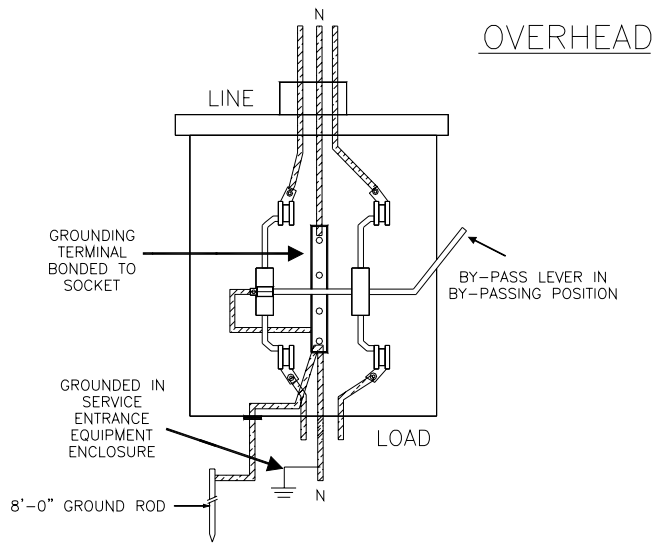 N
OVERHEAD
LINE
GROUNDING
TERMINAL
BONDED TO
SOCKET
BY-PASS LEVER IN
BY-PASSING POSITION
GROUNDED IN
SERVICE
ENTRANCE
EQUIPMENT
ENCLOSURE
LOAD
8'-0" GROUND ROD
N